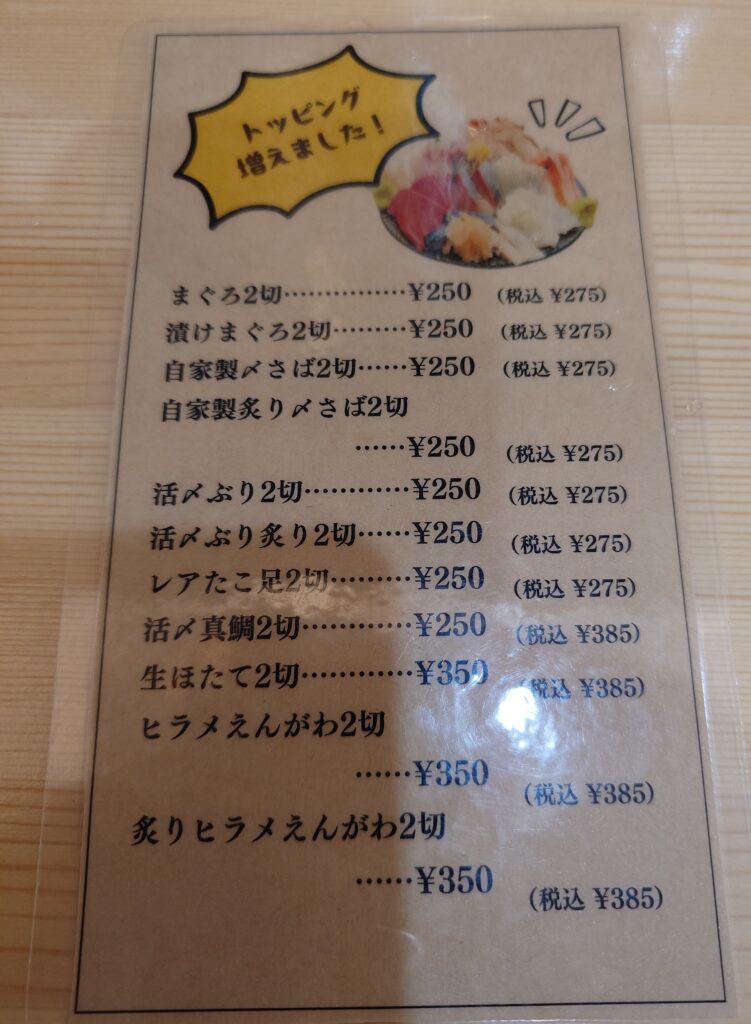 トッピング
増えました!
まぐろ2切……………¥250 (税込 ¥275)
漬けまぐろ2切………¥250 (税込 ¥275)
自家製〆さば2切……¥250 (税込 ¥275)
自家製炙り〆さば2切
……¥250 (税込 ¥275)
活〆ぶり2切…………¥250 (税込 ¥275)
活〆ぶり炙り2切……¥250 (税込 ¥275)
レアたこ足2切………¥250 (税込 ¥275)
活〆真鯛2切…………¥250 (税込 ¥385)
生ほたて2切…………¥350 (税込 ¥385)
ヒラメえんがわ2切
……¥350 (税込 ¥385)
炙りヒラメえんがわ2切
……¥350 (税込 ¥385)